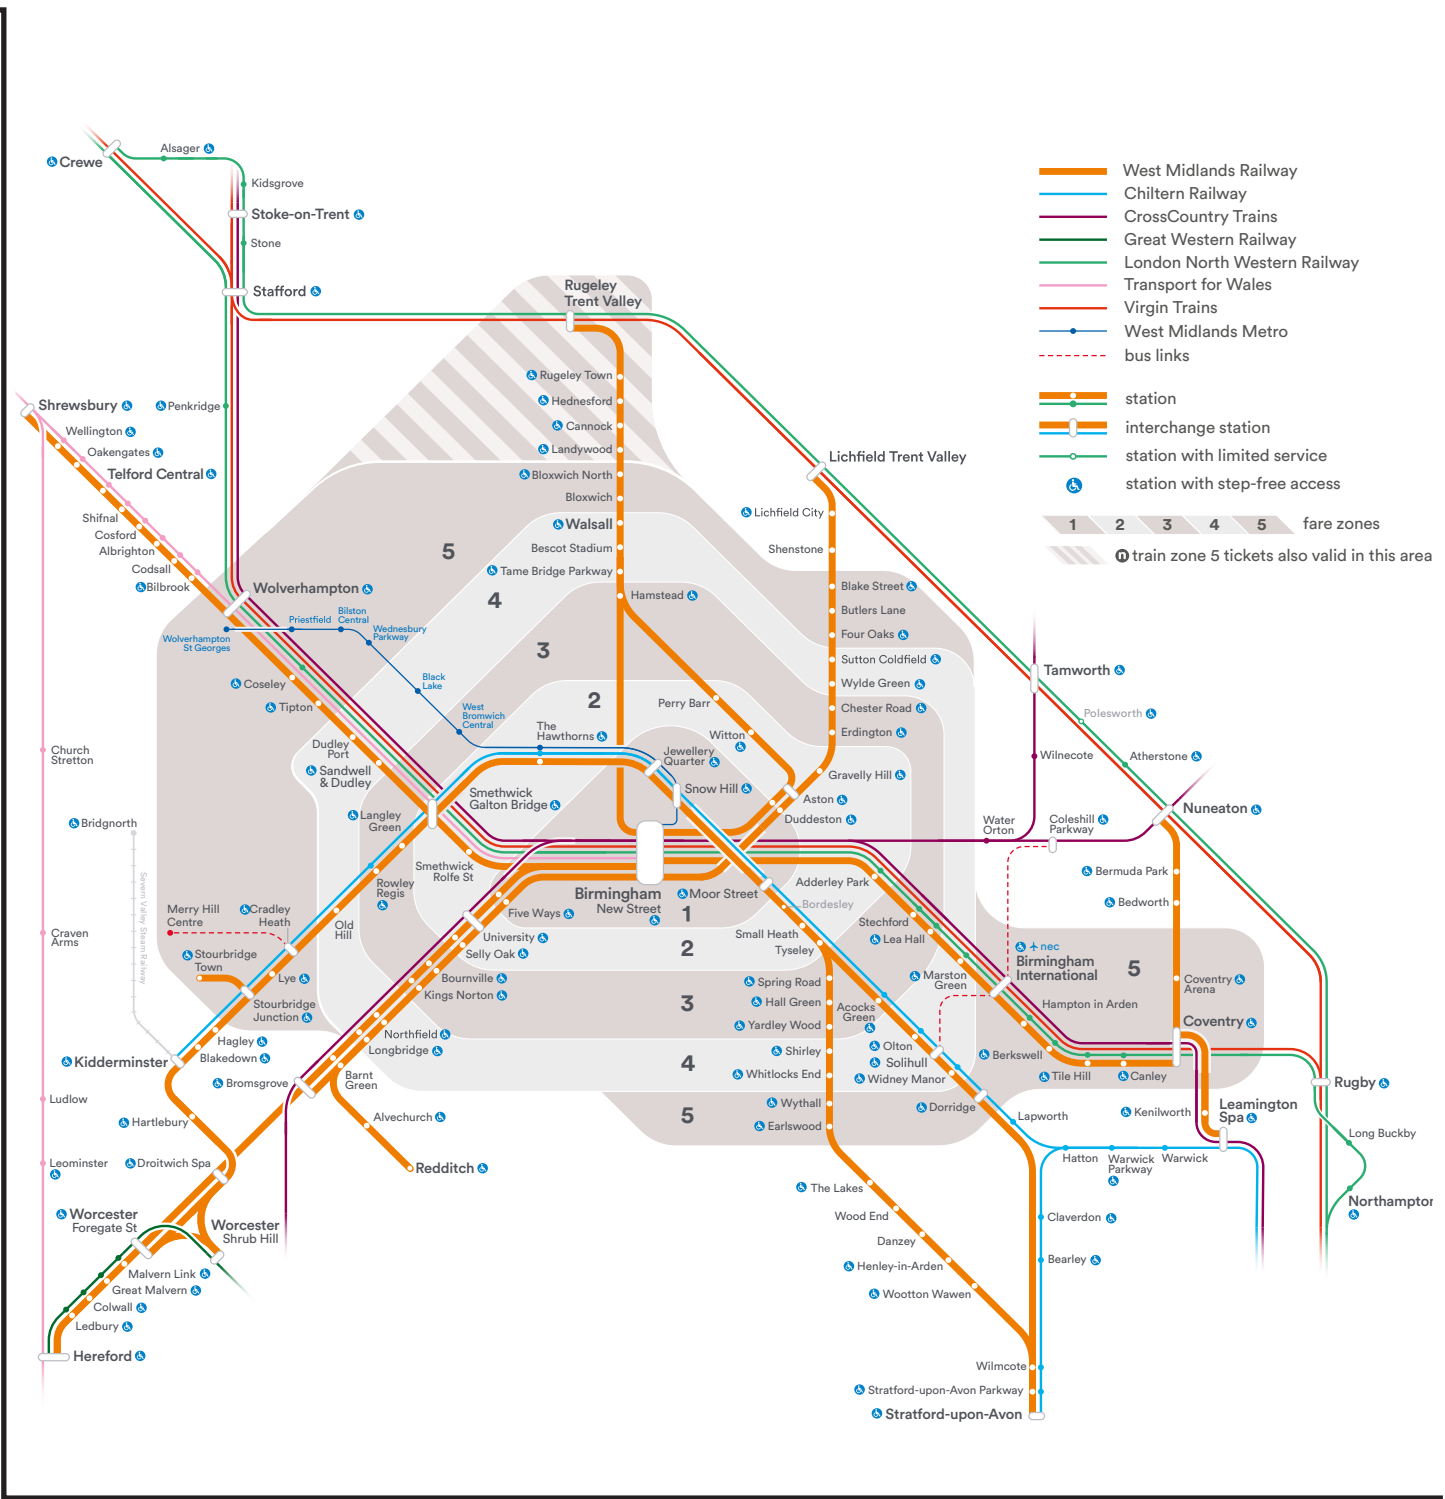 Crewe
Alsager
Kidsgrove
Stoke-on-Trent
Stone
Stafford
Penkridge
Rugeley
Trent Valley
Rugeley Town
Hednesford
Cannock
Landywood
Bloxwich North
Bloxwich
Walsall
Bescot Stadium
Tame Bridge Parkway
Hamstead
West Midlands Railway
Chiltern Railway
CrossCountry Trains
Great Western Railway
London North Western Railway
Transport for Wales
Virgin Trains
West Midlands Metro
bus links
station
interchange station
station with limited service
station with step-free access
1 2 3 4 5 fare zones
n train zone 5 tickets also valid in this area
Shrewsbury
Wellington
Oakengates
Telford Central
Shifnal
Cosford
Albrighton
Codsall
Bilbrook
Wolverhampton
Wolverhampton
St Georges
Priestfield
Bilston
Central
Wednesbury
Parkway
Black
Lake
West
Bromwich
Central
The
Hawthorns
Jewellery
Quarter
Snow Hill
Coseley
Tipton
Dudley
Port
Sandwell
& Dudley
Smethwick
Galton Bridge
Langley
Green
Smethwick
Rolfe St
Rowley
Regis
Old
Hill
Cradley
Heath
Merry Hill
Centre
Lye
Stourbridge
Town
Stourbridge
Junction
Hagley
Blakedown
Kidderminster
Hartlebury
Droitwich Spa
Bridgnorth
Severn Valley Steam Railway
Church
Stretton
Craven
Arms
Ludlow
Leominster
Worcester
Foregate St
Worcester
Shrub Hill
Malvern Link
Great Malvern
Colwall
Ledbury
Hereford
5
4
3
2
1
2
3
4
5
5
Lichfield Trent Valley
Lichfield City
Shenstone
Blake Street
Butlers Lane
Four Oaks
Sutton Coldfield
Wylde Green
Chester Road
Erdington
Gravelly Hill
Aston
Duddeston
Perry Barr
Witton
Birmingham
New Street
Moor Street
Bordesley
Five Ways
University
Selly Oak
Bournville
Kings Norton
Northfield
Longbridge
Barnt
Green
Bromsgrove
Alvechurch
Redditch
Small Heath
Tyseley
Spring Road
Hall Green
Yardley Wood
Shirley
Whitlocks End
Wythall
Earlswood
The Lakes
Wood End
Danzey
Henley-in-Arden
Wootton Wawen
Wilmcote
Stratford-upon-Avon Parkway
Stratford-upon-Avon
Acocks
Green
Olton
Solihull
Widney Manor
Dorridge
Lapworth
Hatton
Warwick
Parkway
Warwick
Claverdon
Bearley
Leamington
Spa
Kenilworth
Adderley Park
Stechford
Lea Hall
Marston
Green
nec
Birmingham
International
Hampton in Arden
Berkswell
Tile Hill
Canley
Coventry
Coventry
Arena
Bedworth
Bermuda Park
Nuneaton
Atherstone
Polesworth
Tamworth
Wilnecote
Water
Orton
Coleshill
Parkway
Rugby
Long Buckby
Northampton